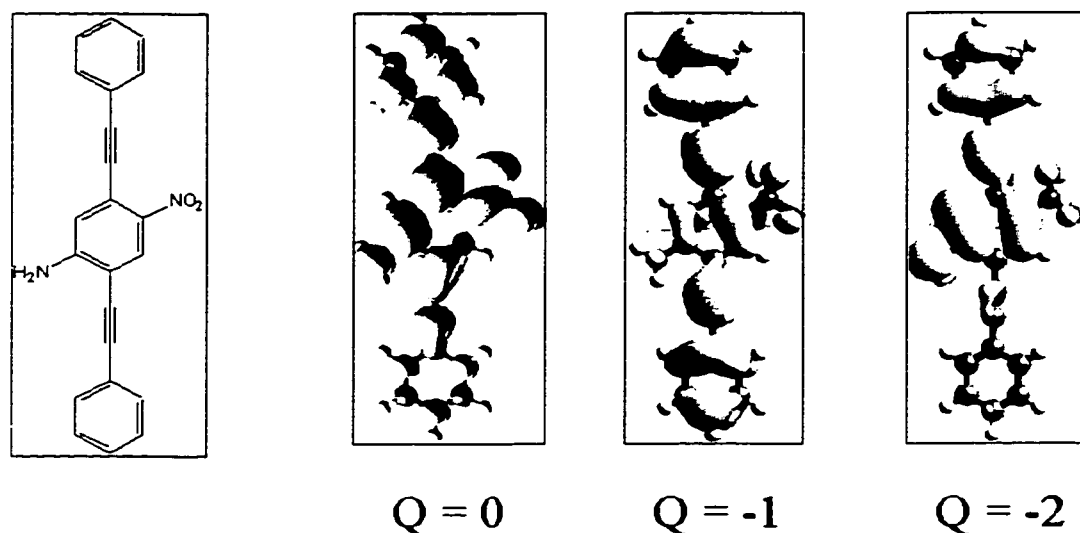 NO₂
H₂N
Q = 0
Q = -1
Q = -2